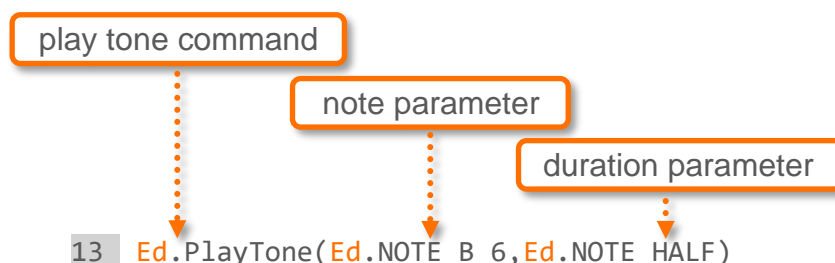 play tone command
note parameter
duration parameter
13 Ed.PlayTone(Ed.NOTE B 6,Ed.NOTE HALF)